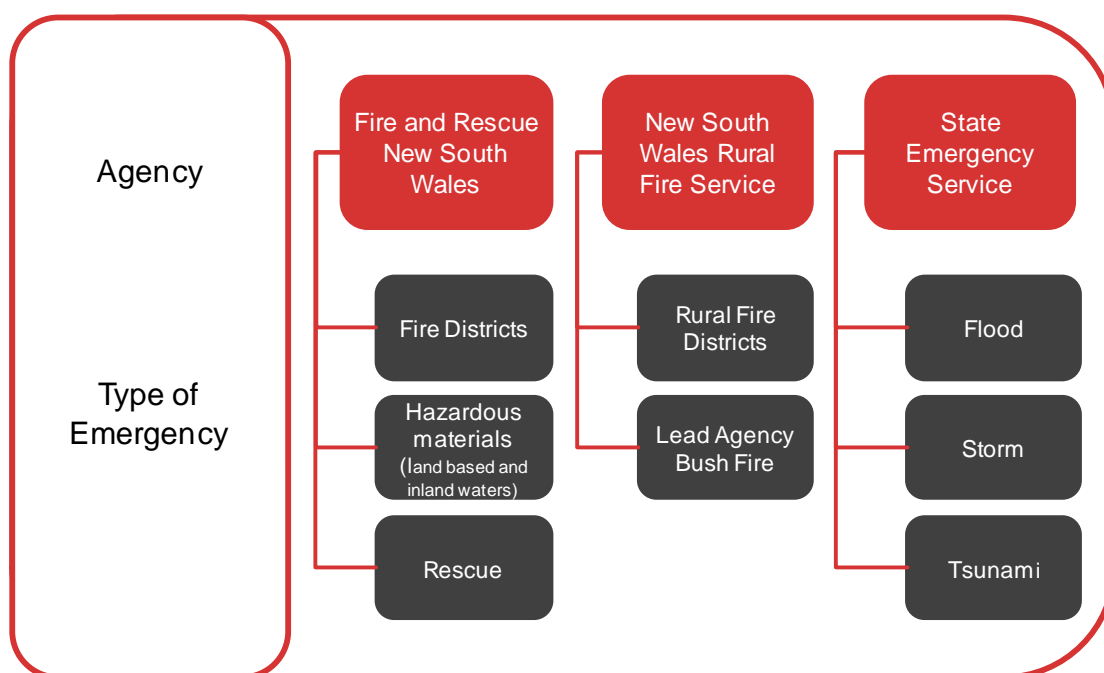 Agency
Fire and Rescue
New South
Wales
New South
Wales Rural
Fire Service
State
Emergency
Service
Type of
Emergency
Fire Districts
Hazardous
materials
(land based and
inland waters)
Rescue
Rural Fire
Districts
Lead Agency
Bush Fire
Flood
Storm
Tsunami